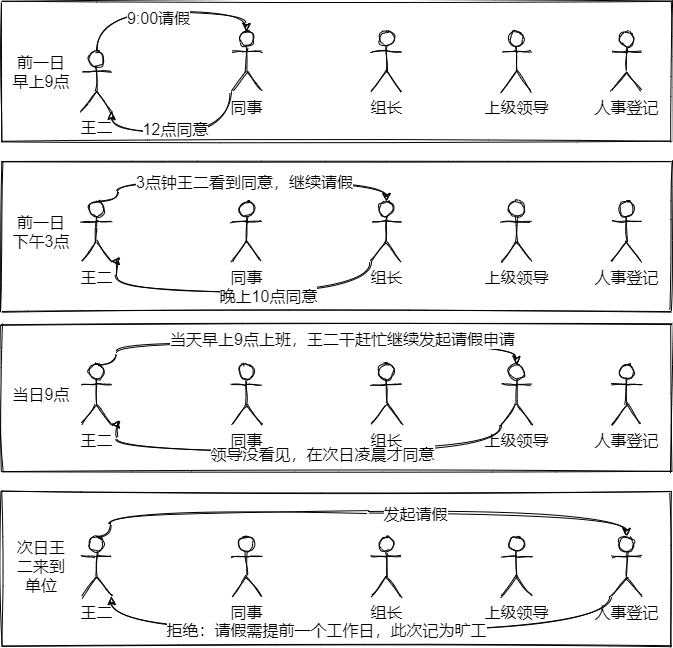 9:00请假
前一日
早上9点
王二
同事
组长
上级领导
人事登记
12点同意
3点钟王二看到同意，继续请假
前一日
下午3点
王二
同事
组长
上级领导
人事登记
晚上10点同意
当天早上9点上班，王二干赶忙继续发起请假申请
当日9点
王二
同事
组长
上级领导
人事登记
领导没看见，在次日凌晨才同意
发起请假
次日王
二来到
单位
王二
同事
组长
上级领导
人事登记
拒绝：请假需提前一个工作日，此次记为旷工